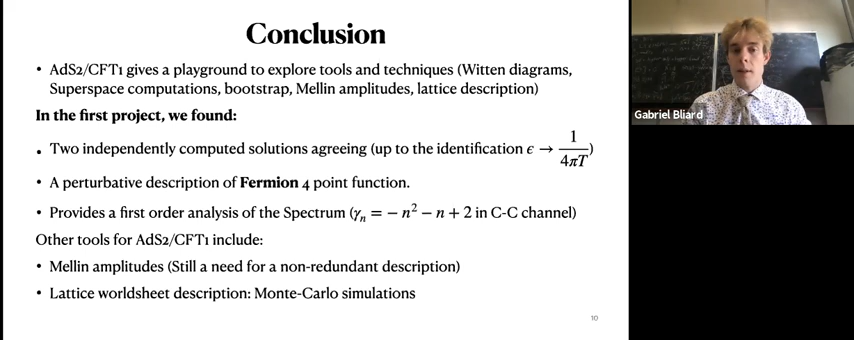 Conclusion
• AdS2/CFT1 gives a playground to explore tools and techniques (Witten diagrams,
Superspace computations, bootstrap, Mellin amplitudes, lattice description)
In the first project, we found:
• Two independently computed solutions agreeing (up to the identification ϵ → 1/4πT)
• A perturbative description of Fermion 4 point function.
• Provides a first order analysis of the Spectrum (γₙ = − n² − n + 2 in C-C channel)
Other tools for AdS2/CFT1 include:
• Mellin amplitudes (Still a need for a non-redundant description)
• Lattice worldsheet description: Monte-Carlo simulations
10
Gabriel Bliard